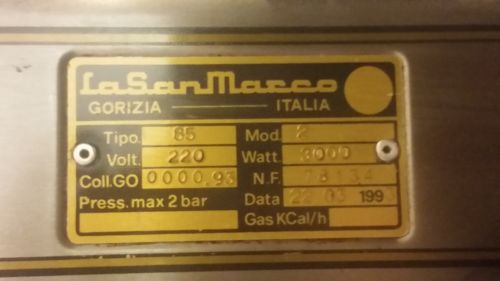 LaSanMarco
GORIZIA ITALIA
Tipo. 85 Mod. 2
Volt. 220 Watt. 3000
Coll.GO 0000.93 N.F. 78134
Press.max 2 bar Data 22 03 199
Gas KCal/h